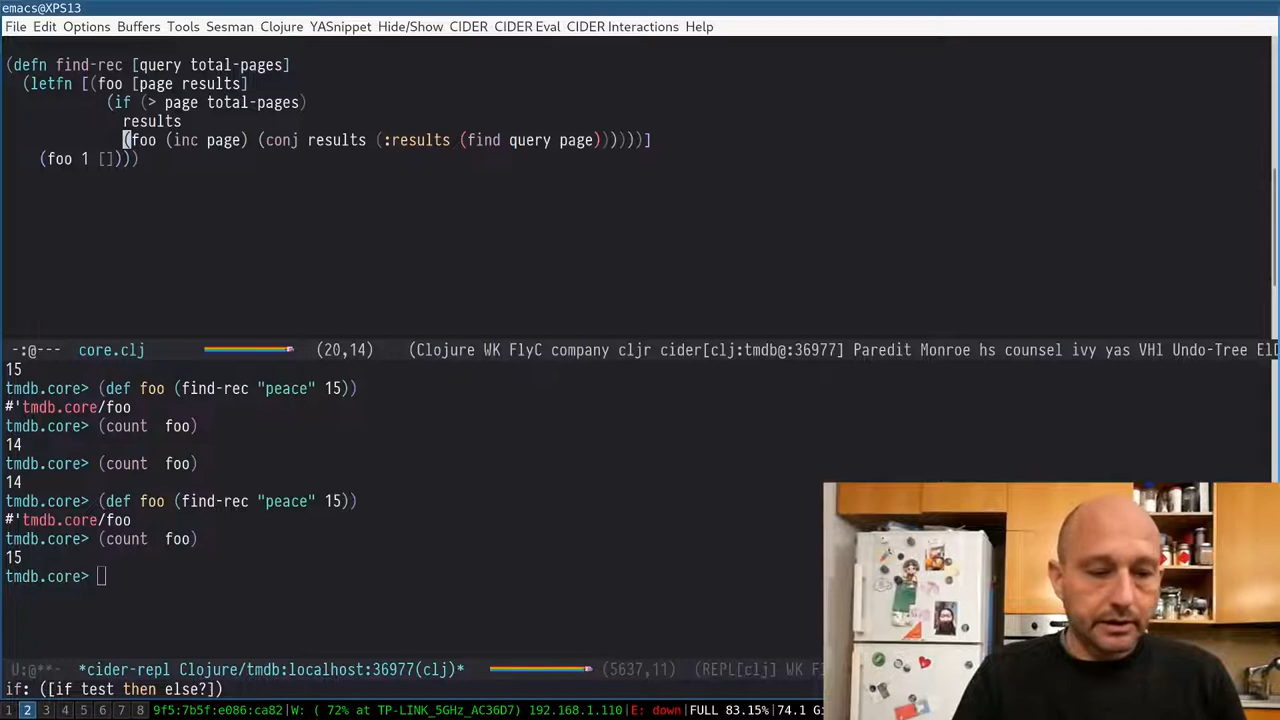 emacs@XPS13
File Edit Options Buffers Tools Sesman Clojure YASnippet Hide/Show CIDER CIDER Eval CIDER Interactions Help
(defn find-rec [query total-pages]
  (letfn [(foo [page results]
            (if (> page total-pages)
              results
              (foo (inc page) (conj results (:results (find query page))))))]
    (foo 1 [])))
-:@--- core.clj (20,14) (Clojure WK FlyC company cljr cider[clj:tmdb@:36977] Paredit Monroe hs counsel ivy yas VHl Undo-Tree El
15
tmdb.core> (def foo (find-rec "peace" 15))
#'tmdb.core/foo
tmdb.core> (count  foo)
14
tmdb.core> (count  foo)
14
tmdb.core> (def foo (find-rec "peace" 15))
#'tmdb.core/foo
tmdb.core> (count  foo)
15
tmdb.core>
U:@**- *cider-repl Clojure/tmdb:localhost:36977(clj)* (5637,11) (REPL[clj] WK F
if: ([if test then else?])
1 2 3 4 5 6 7 8 9f5:7b5f:e086:ca82|W: ( 72% at TP-LINK_5GHz_AC36D7) 192.168.1.110|E: down|FULL 83.15%|74.1 G